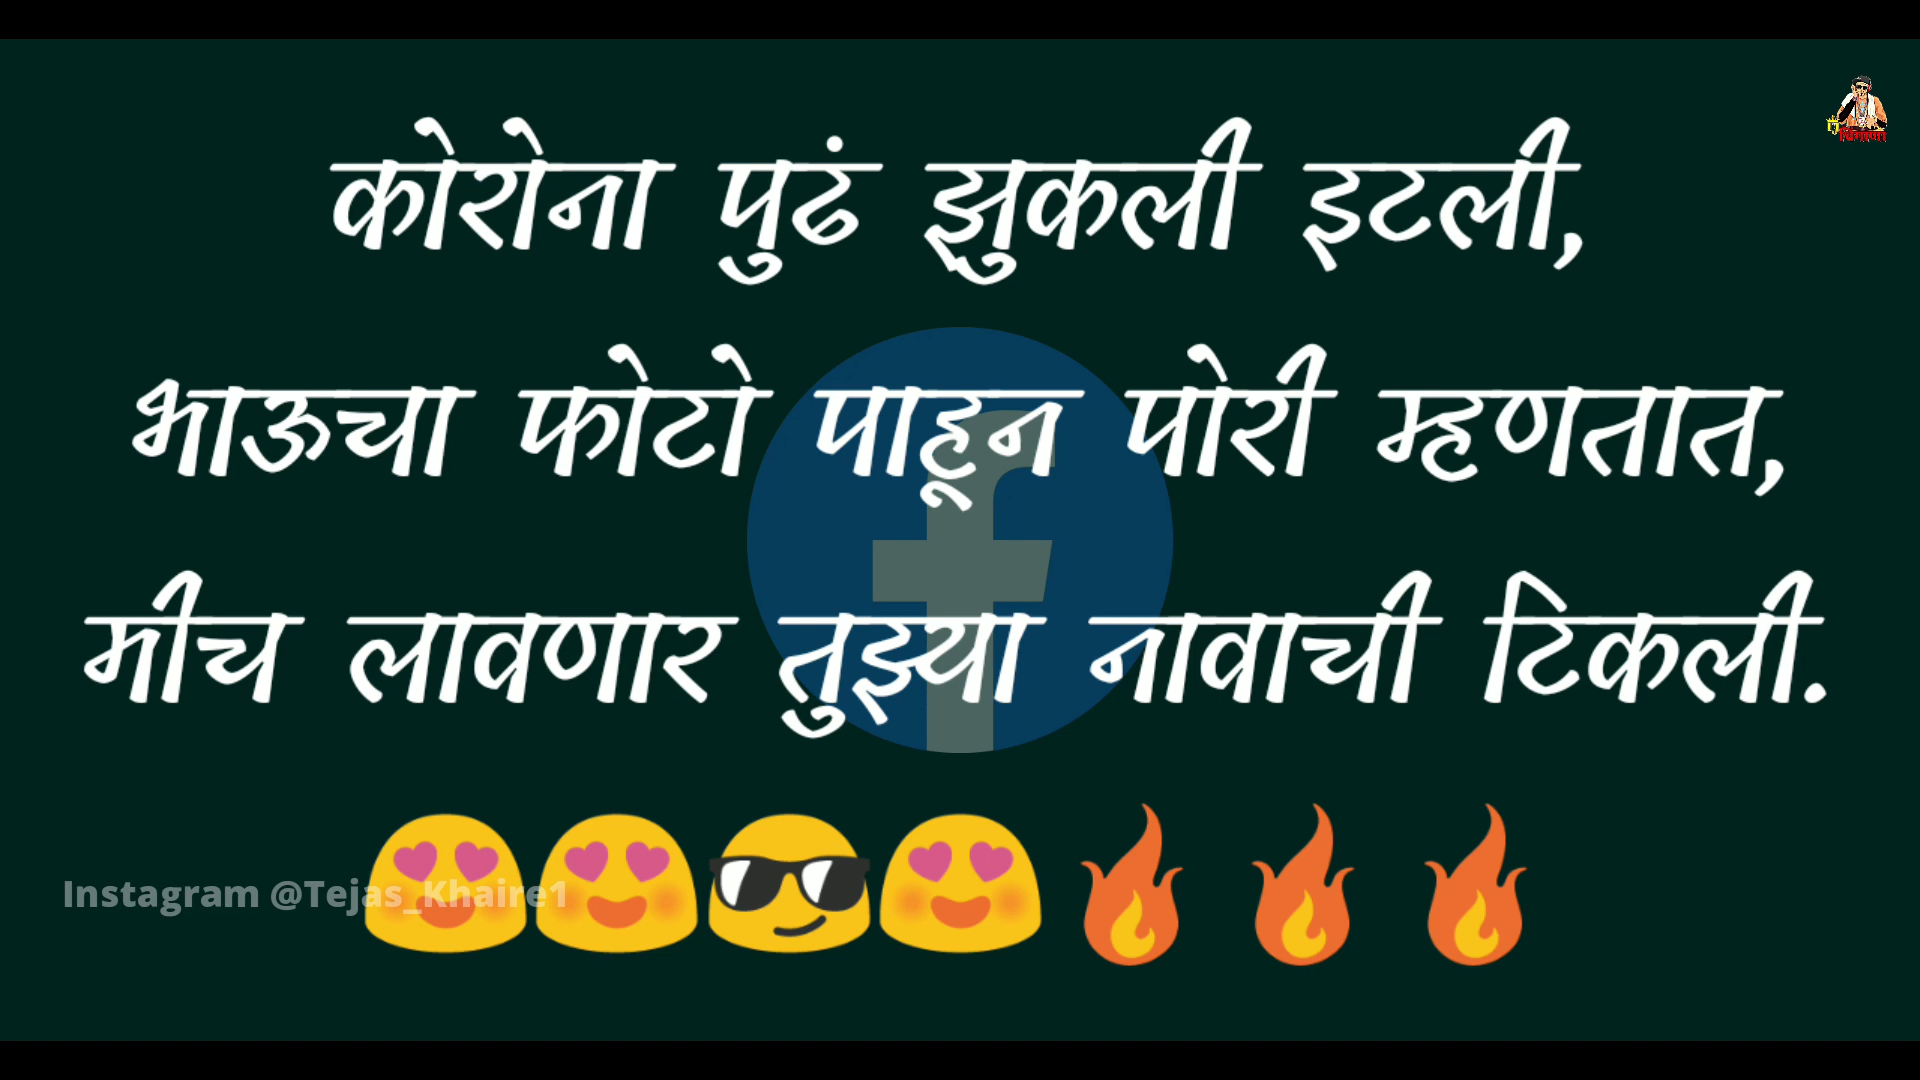 कोरोना पुढं झुकली इटली,
भाऊचा फोटो पाहून पोरी म्हणतात,
मीच लावणार तुझ्या नावाची टिकली.
😍😍😎😍🔥🔥🔥
Instagram @Tejas_Khaire1